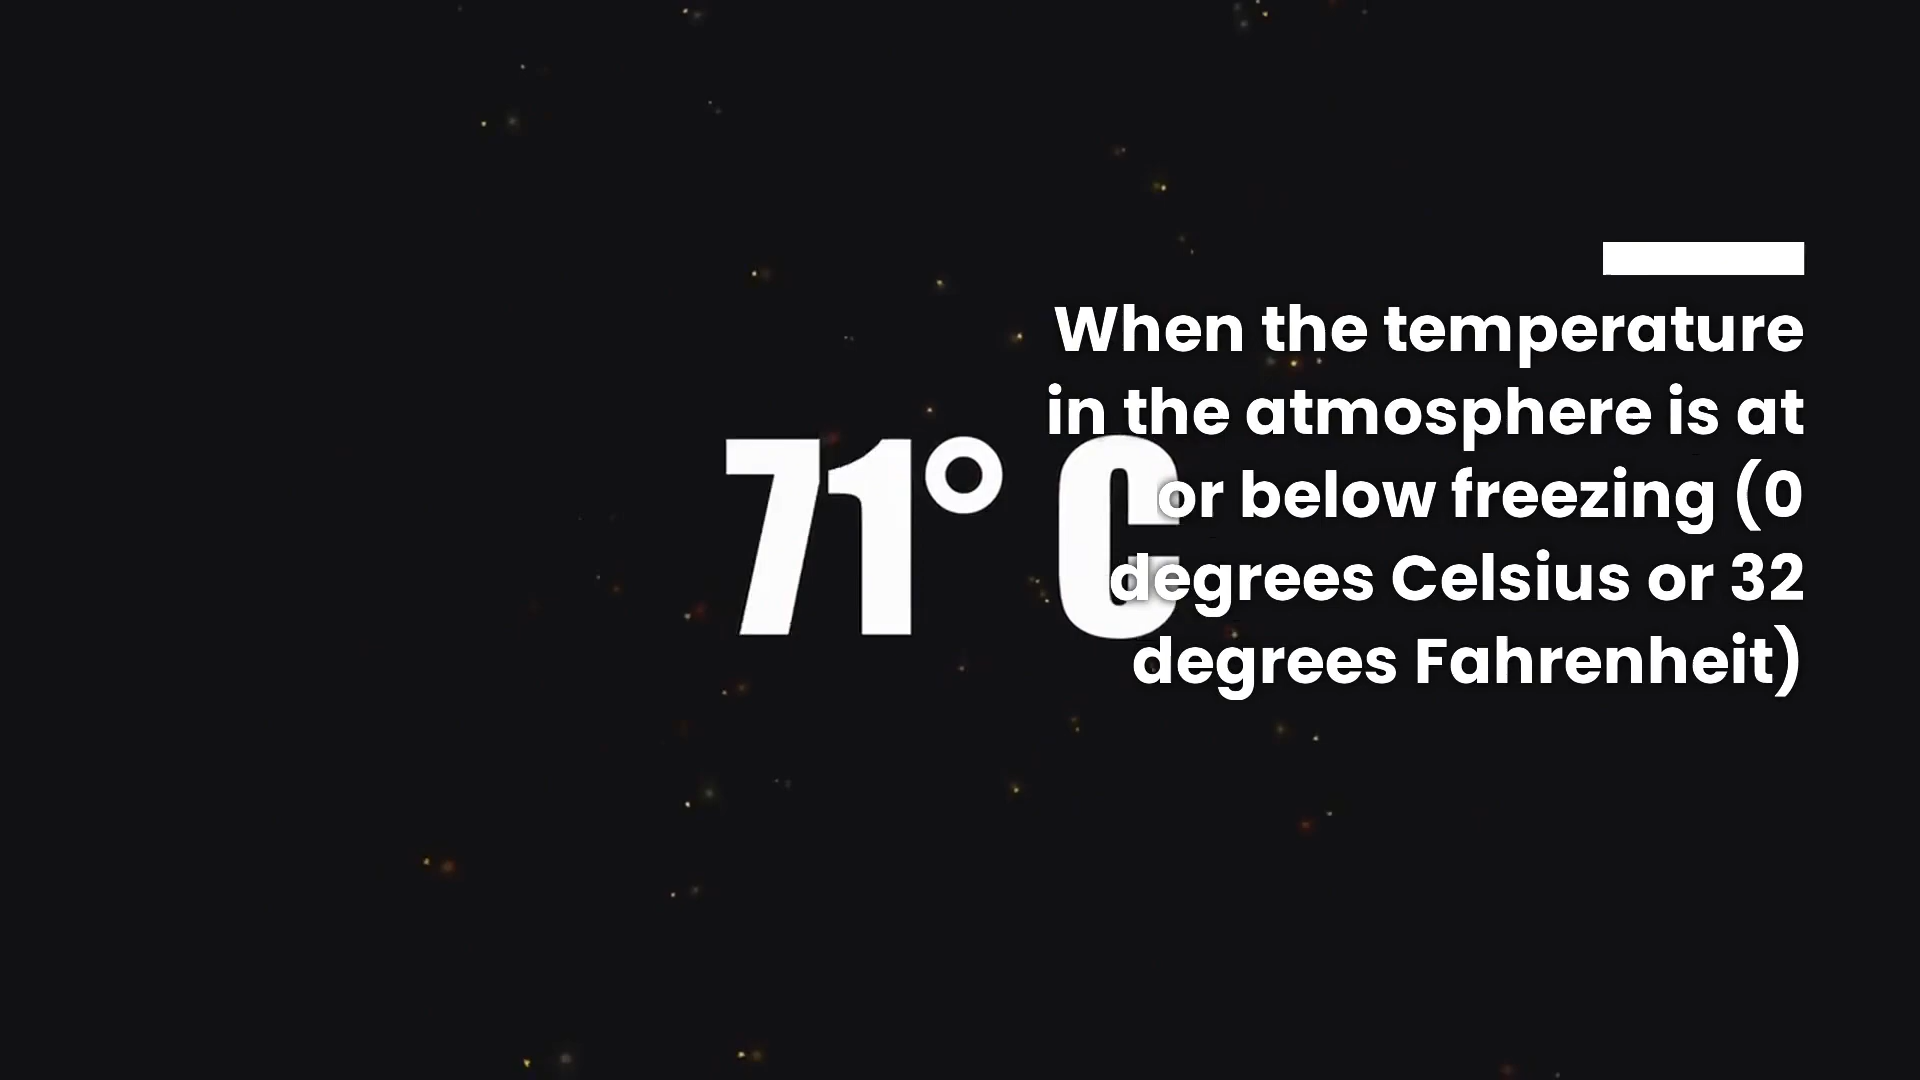 71° C
When the temperature
in the atmosphere is at
or below freezing (0
degrees Celsius or 32
degrees Fahrenheit)